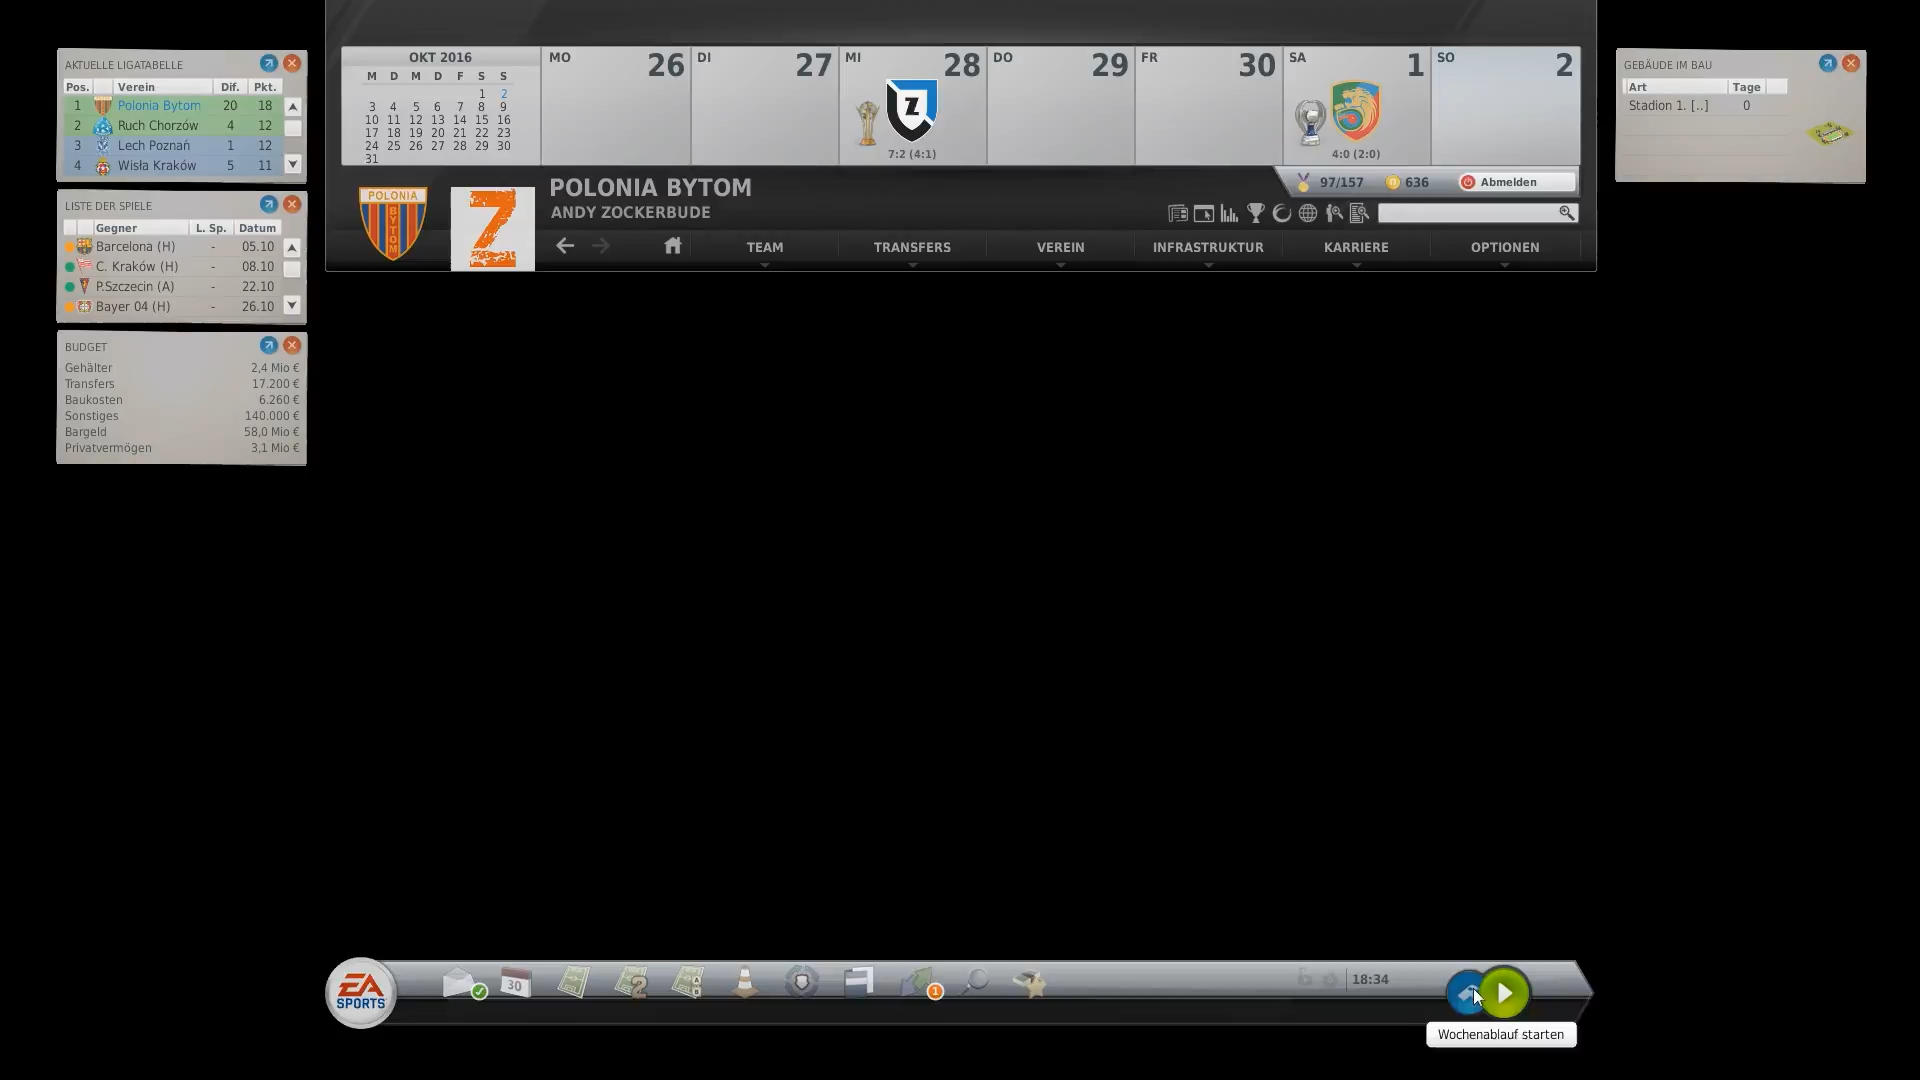 AKTUELLE LIGATABELLE
Pos. Verein Dif. Pkt.
1 Polonia Bytom 20 18
2 Ruch Chorzów 4 12
3 Lech Poznań 1 12
4 Wisła Kraków 5 11
LISTE DER SPIELE
Gegner L. Sp. Datum
Barcelona (H) - 05.10
C. Kraków (H) - 08.10
P.Szczecin (A) - 22.10
Bayer 04 (H) - 26.10
BUDGET
Gehälter 2,4 Mio €
Transfers 17.200 €
Baukosten 6.260 €
Sonstiges 140.000 €
Bargeld 58,0 Mio €
Privatvermögen 3,1 Mio €
OKT 2016
M D M D F S S
1 2
3 4 5 6 7 8 9
10 11 12 13 14 15 16
17 18 19 20 21 22 23
24 25 26 27 28 29 30
31
MO 26
DI 27
MI 28
Z
7:2 (4:1)
DO 29
FR 30
SA 1
4:0 (2:0)
SO 2
POLONIA
BYTOM
Z
POLONIA BYTOM
ANDY ZOCKERBUDE
97/157 636 Abmelden
TEAM TRANSFERS VEREIN INFRASTRUKTUR KARRIERE OPTIONEN
GEBÄUDE IM BAU
Art Tage
Stadion 1. [..] 0
EA
SPORTS
30
2
A
B
1
18:34
Wochenablauf starten